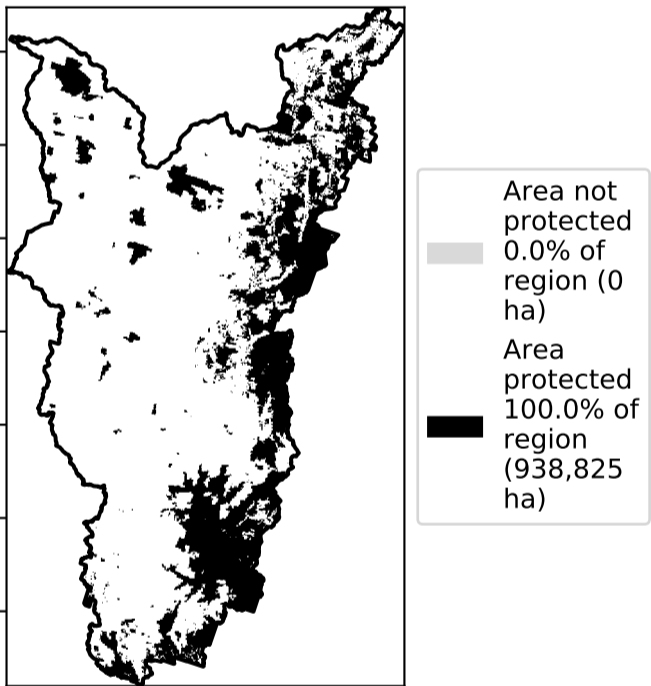 Area not
protected
0.0% of
region (0
ha)
Area
protected
100.0% of
region
(938,825
ha)